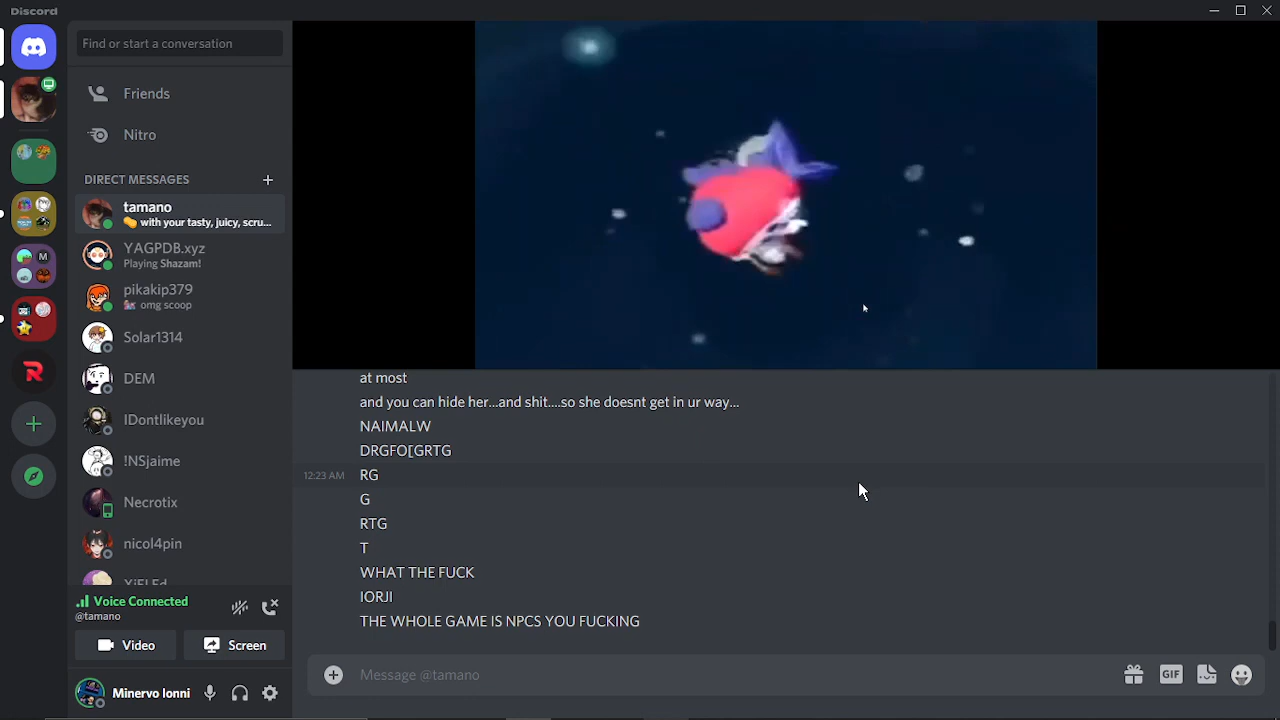 Discord
Find or start a conversation
Friends
Nitro
DIRECT MESSAGES
tamano
with your tasty, juicy, scru...
YAGPDB.xyz
Playing Shazam!
pikakip379
omg scoop
Solar1314
DEM
IDontlikeyou
!NSjaime
Necrotix
nicol4pin
Voice Connected
@tamano
Video
Screen
Minervo Ionni
at most
and you can hide her...and shit....so she doesnt get in ur way...
NAIMALW
DRGFO[GRTG
12:23 AM
RG
G
RTG
T
WHAT THE FUCK
IORJI
THE WHOLE GAME IS NPCS YOU FUCKING
Message @tamano
GIF